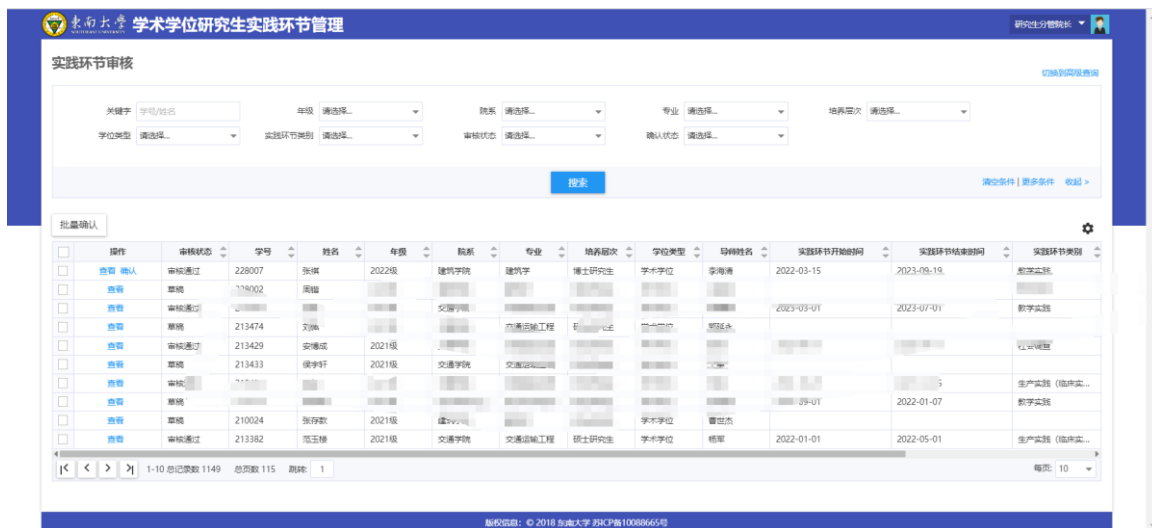 東南大學 学术学位研究生实践环节管理 研究生分管院长
实践环节审核
切换到高级查询
关键字 学号/姓名 年级 请选择... 院系 请选择... 专业 请选择... 培养层次 请选择...
学位类型 请选择... 实践环节类别 请选择... 审核状态 请选择... 确认状态 请选择...
搜索 清空条件 | 更多条件 收起 >
批量确认
操作 审核状态 学号 姓名 年级 院系 专业 培养层次 学位类型 导师姓名 实践环节开始时间 实践环节结束时间 实践环节类别
查看 确认 审核通过 228007 张祺 2022级 建筑学院 建筑学 博士研究生 学术学位 李海清 2022-03-15 2023-09-19 教学实践
查看 草稿 周锴
查看 审核通过 2023-03-01 2023-07-01 教学实践
查看 草稿 213474 交通运输工程
查看 审核通过 213429 安博成 2021级
查看 草稿 213433 侯宇轩 2021级 交通学院
查看 审核 生产实践（临床实...
查看 草稿 2022-01-07 教学实践
查看 草稿 210024 张存款 2021级 学术学位 曹世杰
查看 审核通过 213382 范玉楼 2021级 交通学院 交通运输工程 硕士研究生 学术学位 杨军 2022-01-01 2022-05-01 生产实践（临床实...
1-10 总记录数 1149 总页数 115 跳转 1 每页: 10
版权信息：© 2018 东南大学 苏ICP备10088665号